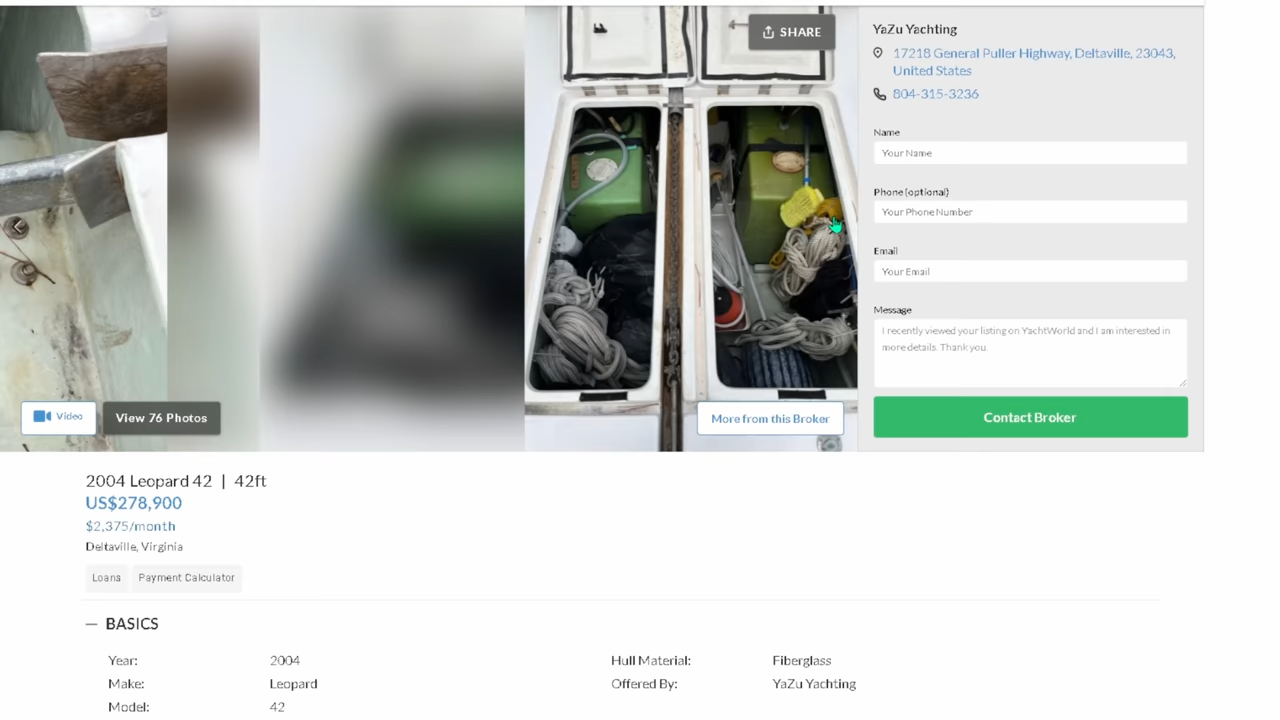 SHARE
Video
View 76 Photos
More from this Broker
YaZu Yachting
17218 General Puller Highway, Deltaville, 23043,
United States
804-315-3236
Name
Your Name
Phone (optional)
Your Phone Number
Email
Your Email
Message
I recently viewed your listing on YachtWorld and I am interested in
more details. Thank you.
Contact Broker
2004 Leopard 42 | 42ft
US$278,900
$2,375/month
Deltaville, Virginia
Loans
Payment Calculator
— BASICS
Year: 2004 Hull Material: Fiberglass
Make: Leopard Offered By: YaZu Yachting
Model: 42